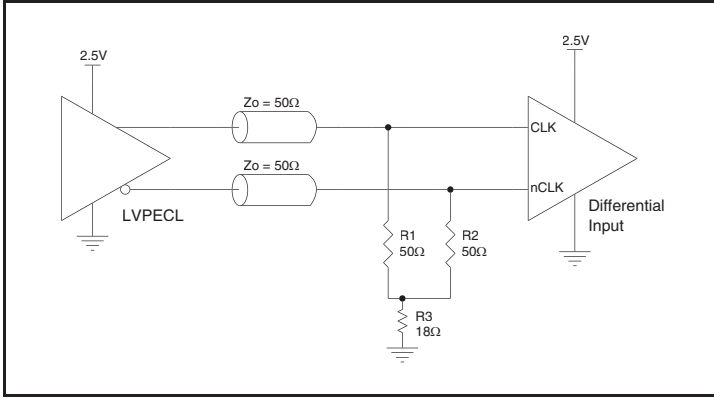 2.5V
2.5V
Zo = 50Ω
CLK
Zo = 50Ω
nCLK
LVPECL
Differential
Input
R1
50Ω
R2
50Ω
R3
18Ω